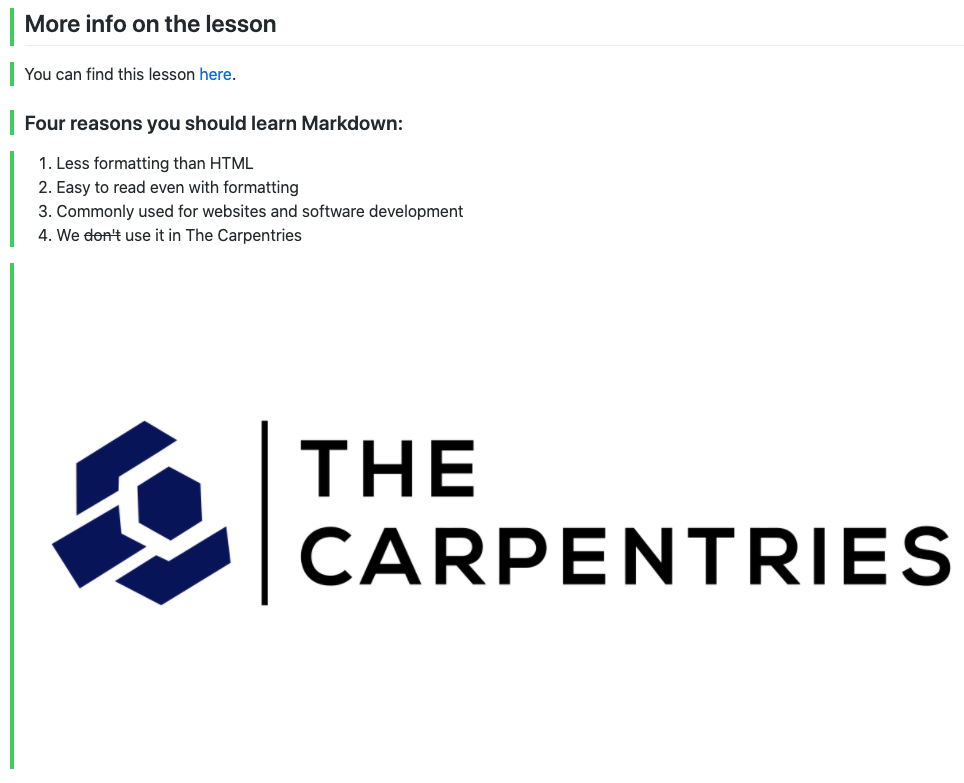 More info on the lesson
You can find this lesson here.
Four reasons you should learn Markdown:
1. Less formatting than HTML
2. Easy to read even with formatting
3. Commonly used for websites and software development
4. We don't use it in The Carpentries
THE
CARPENTRIES